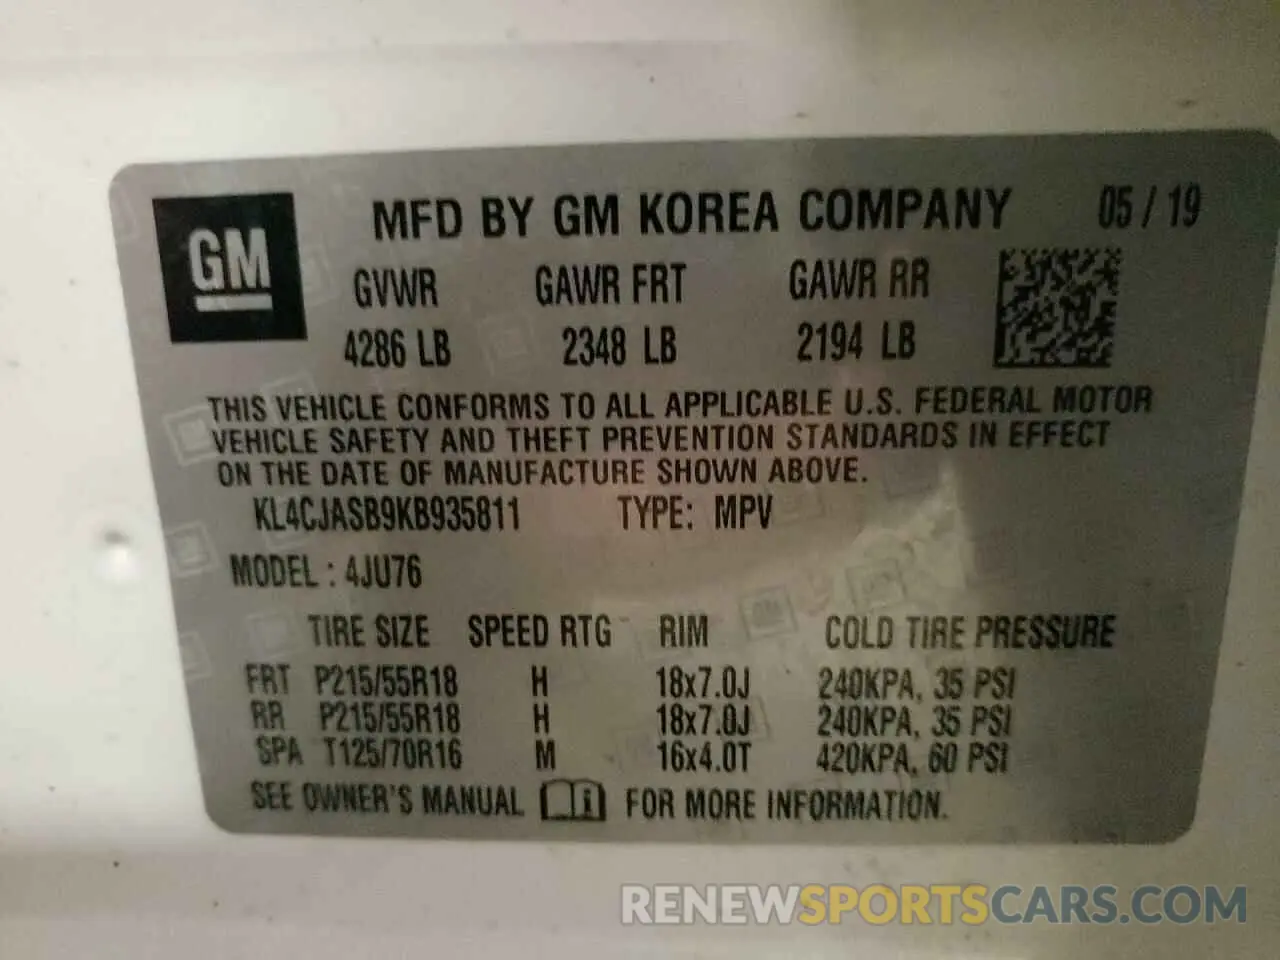 GM
MFD BY GM KOREA COMPANY 05 / 19
GVWR GAWR FRT GAWR RR
4286 LB 2348 LB 2194 LB
THIS VEHICLE CONFORMS TO ALL APPLICABLE U.S. FEDERAL MOTOR
VEHICLE SAFETY AND THEFT PREVENTION STANDARDS IN EFFECT
ON THE DATE OF MANUFACTURE SHOWN ABOVE.
KL4CJASB9KB935811 TYPE: MPV
MODEL : 4JU76
TIRE SIZE SPEED RTG RIM COLD TIRE PRESSURE
FRT P215/55R18 H 18x7.0J 240KPA, 35 PSI
RR P215/55R18 H 18x7.0J 240KPA, 35 PSI
SPA T125/70R16 M 16x4.0T 420KPA, 60 PSI
SEE OWNER'S MANUAL FOR MORE INFORMATION.
RENEWSPORTSCARS.COM